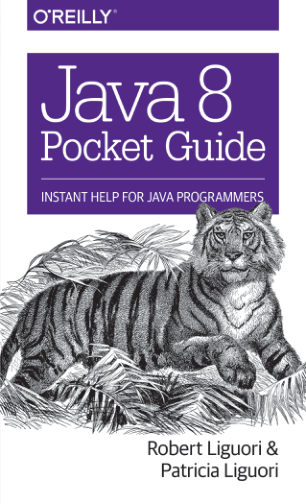 O'REILLY®
Java 8
Pocket Guide
INSTANT HELP FOR JAVA PROGRAMMERS
Robert Liguori &
Patricia Liguori